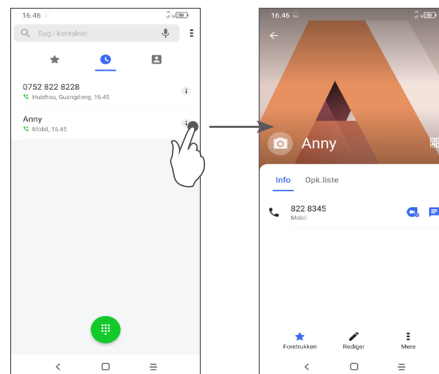 16.46
Søg i kontakter
0752 822 8228
Huizhou, Guangdong, 16.45
Anny
Mobil, 16.45
16.46
Anny
Info Opk.liste
822 8345
Mobil
Foretrukken Rediger Mere